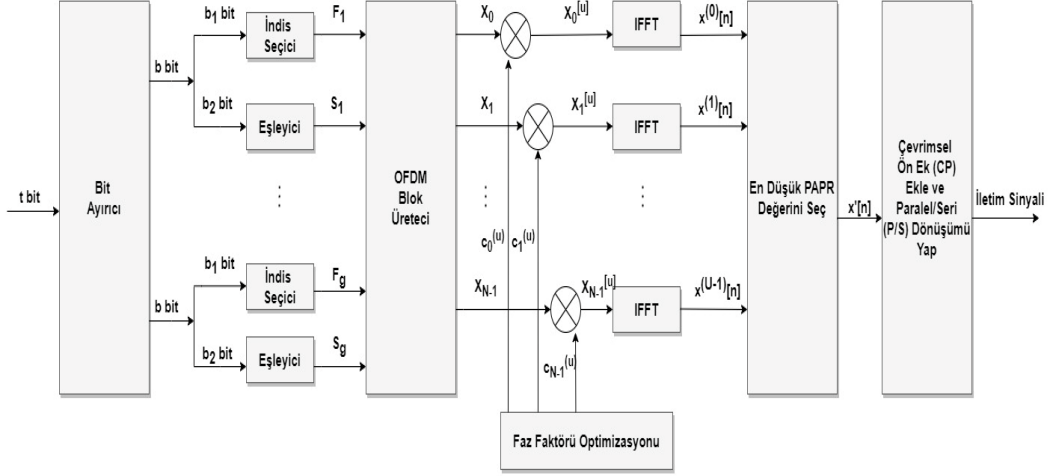 t bit
Bit
Ayırıcı
b bit
b bit
b1 bit
b2 bit
b1 bit
b2 bit
İndis
Seçici
Eşleyici
İndis
Seçici
Eşleyici
F1
S1
Fg
Sg
OFDM
Blok
Üreteci
X0
X1
XN-1
c0(u)
c1(u)
cN-1(u)
X0[u]
X1[u]
XN-1[u]
IFFT
IFFT
IFFT
x(0)[n]
x(1)[n]
x(U-1)[n]
En Düşük PAPR
Değerini Seç
x'[n]
Çevrimsel
Ön Ek (CP)
Ekle ve
Paralel/Seri
(P/S) Dönüşümü
Yap
İletim Sinyali
Faz Faktörü Optimizasyonu